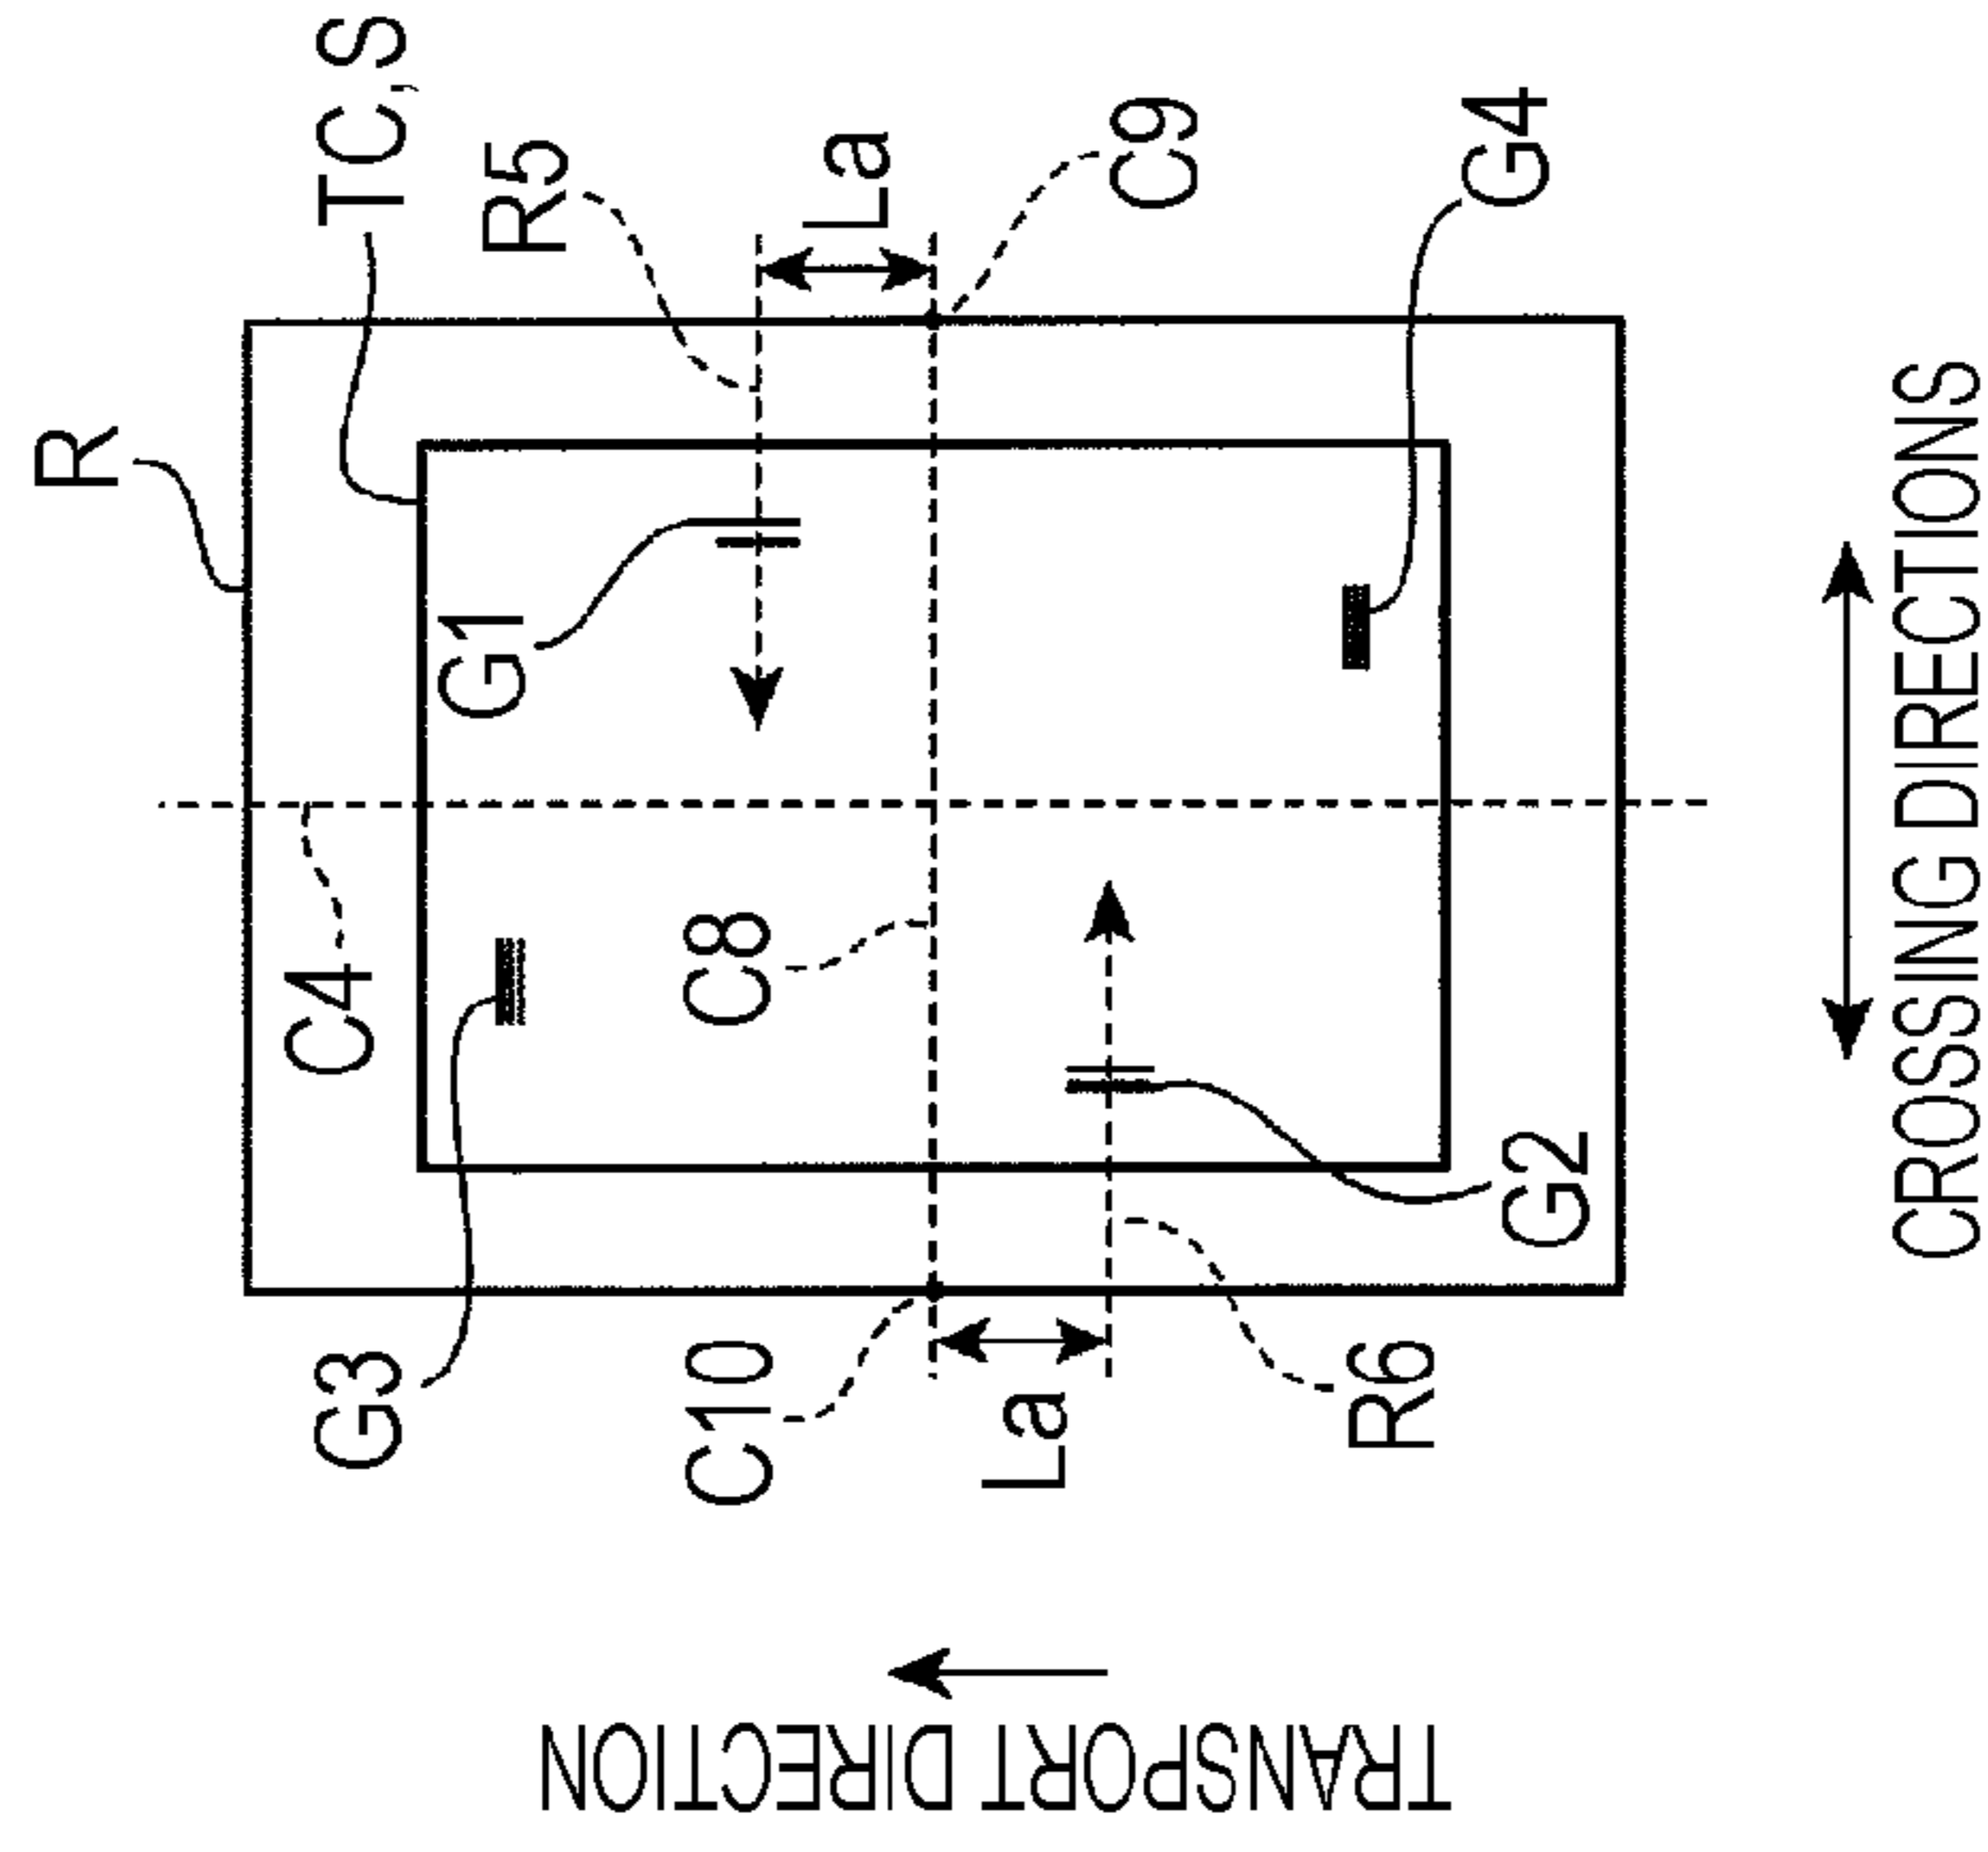 R
TC,S
R5
La
C9
G4
G1
C4
C8
G3
C10
La
R6
G2
TRANSPORT DIRECTION
CROSSING DIRECTIONS